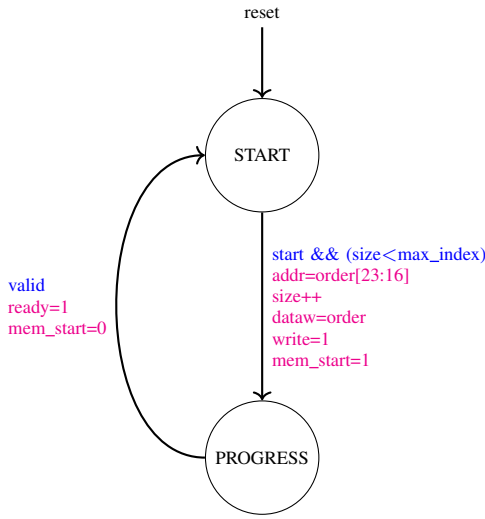 reset
START
start && (size<max_index)
addr=order[23:16]
size++
dataw=order
write=1
mem_start=1
valid
ready=1
mem_start=0
PROGRESS